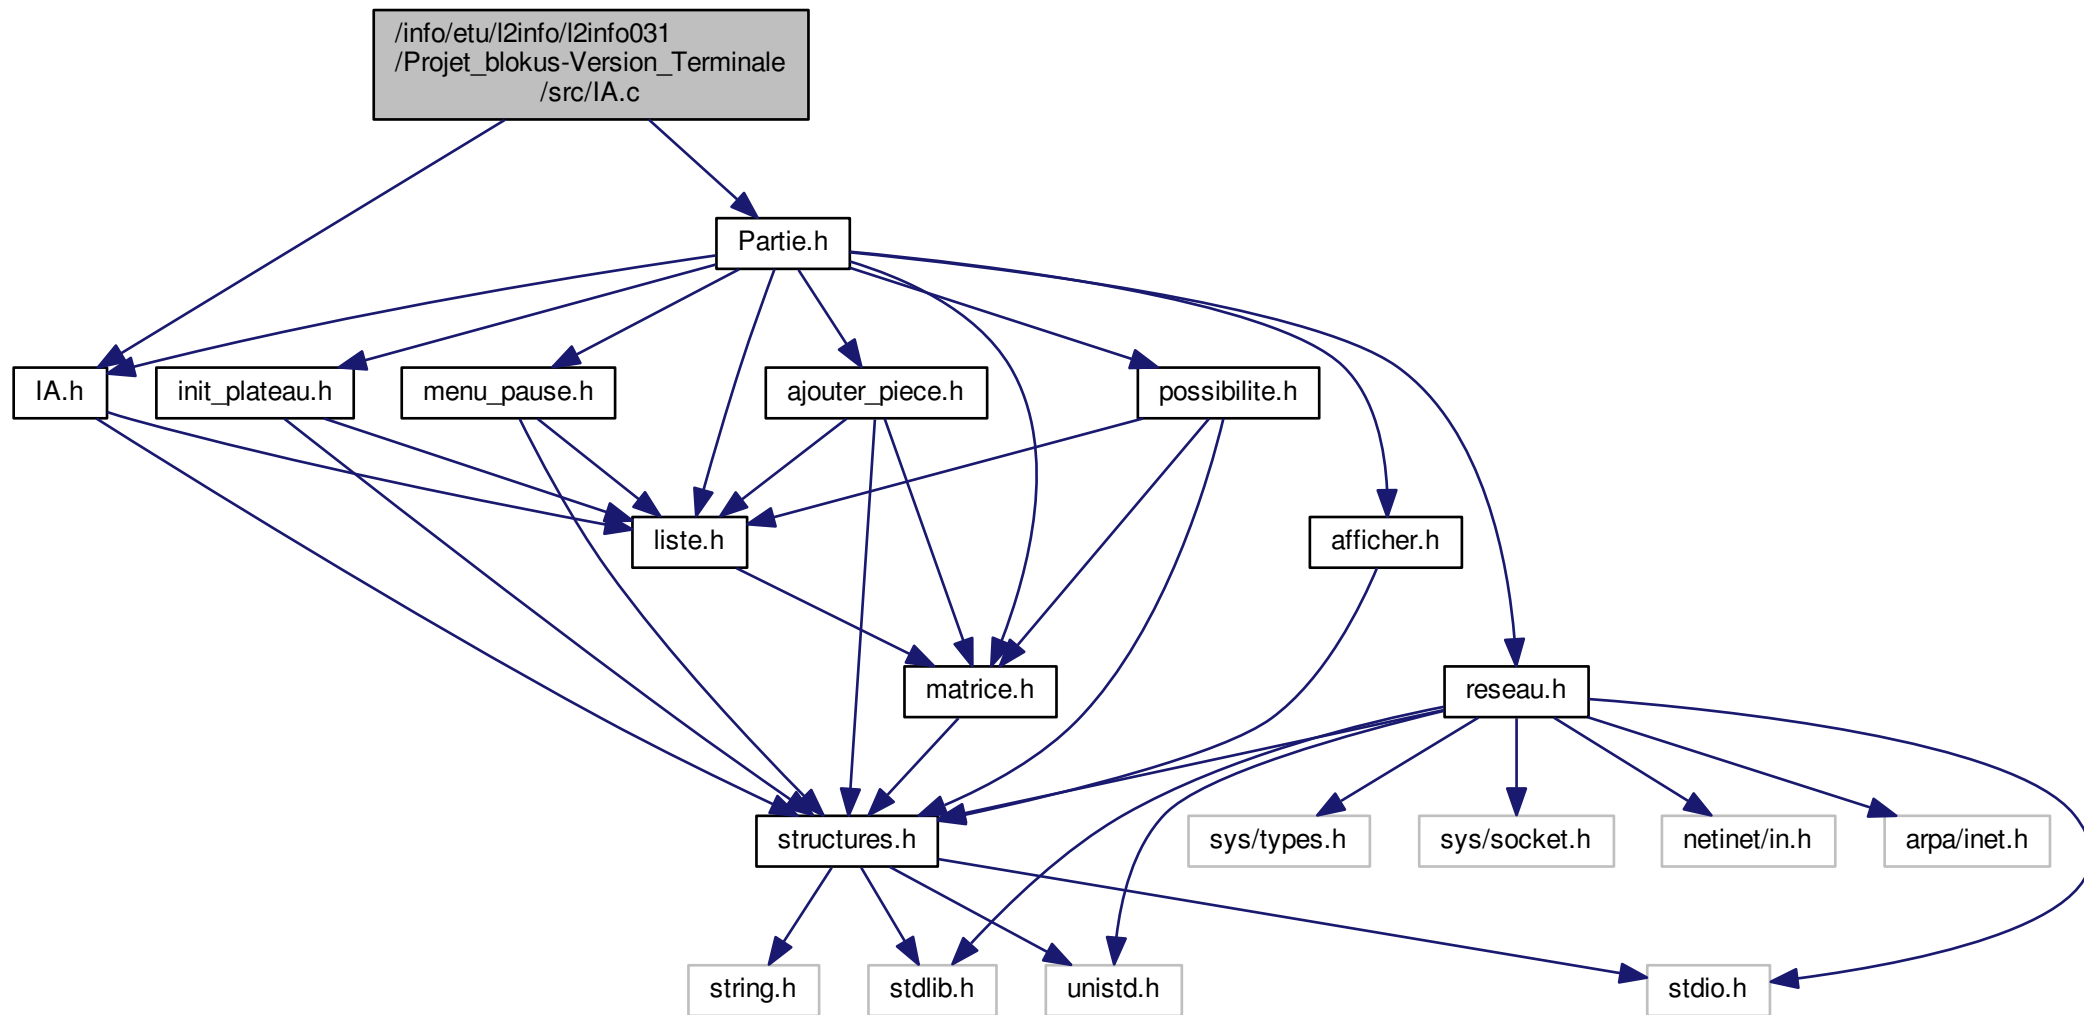 /info/etu/l2info/l2info031
/Projet_blokus-Version_Terminale
/src/IA.c
Partie.h
IA.h
init_plateau.h
menu_pause.h
ajouter_piece.h
possibilite.h
liste.h
afficher.h
matrice.h
reseau.h
structures.h
sys/types.h
sys/socket.h
netinet/in.h
arpa/inet.h
string.h
stdlib.h
unistd.h
stdio.h